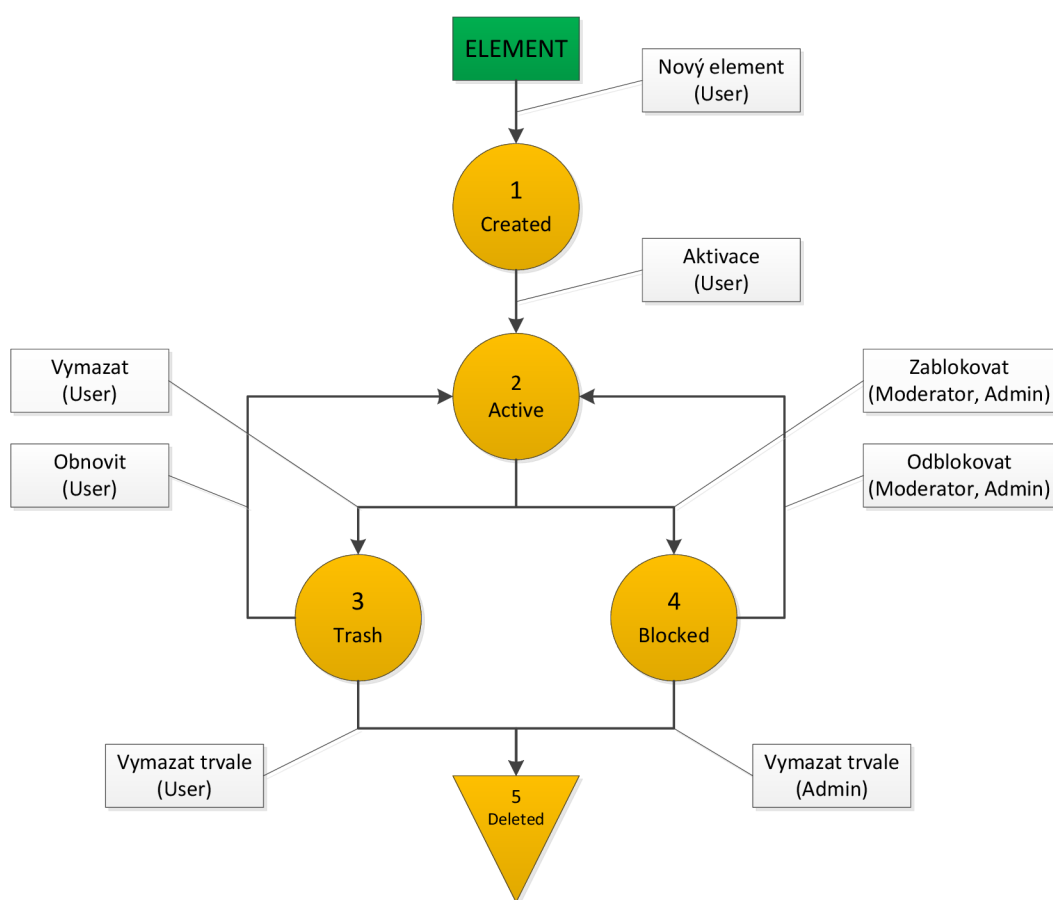 ELEMENT
Nový element
(User)
1
Created
Aktivace
(User)
Vymazat
(User)
2
Active
Zablokovat
(Moderator, Admin)
Obnovit
(User)
Odblokovat
(Moderator, Admin)
3
Trash
4
Blocked
Vymazat trvale
(User)
Vymazat trvale
(Admin)
5
Deleted